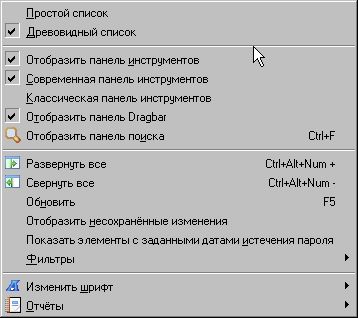 Простой список
Древовидный список
Отобразить панель инструментов
Современная панель инструментов
Классическая панель инструментов
Отобразить панель Dragbar
Отобразить панель поиска Ctrl+F
Развернуть все Ctrl+Alt+Num +
Свернуть все Ctrl+Alt+Num -
Обновить F5
Отобразить несохранённые изменения
Показать элементы с заданными датами истечения пароля
Фильтры
Изменить шрифт
Отчёты